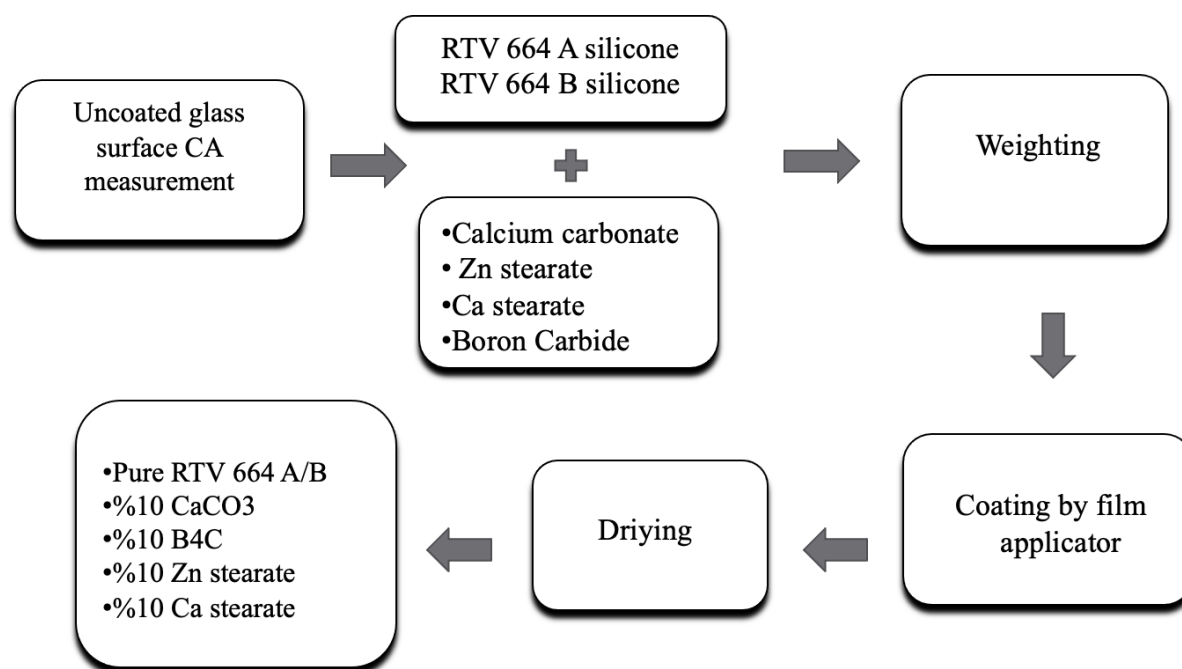 Uncoated glass
surface CA
measurement
RTV 664 A silicone
RTV 664 B silicone
•Calcium carbonate
• Zn stearate
•Ca stearate
•Boron Carbide
Weighting
Coating by film
applicator
Driying
•Pure RTV 664 A/B
•%10 CaCO3
•%10 B4C
•%10 Zn stearate
•%10 Ca stearate